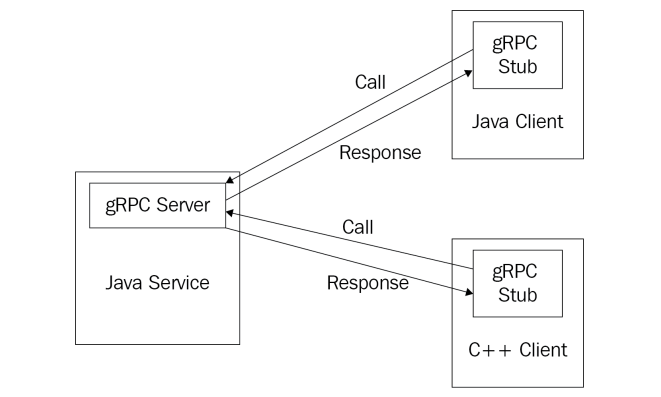 gRPC
Stub
Java Client
Call
Response
gRPC Server
Java Service
Call
Response
gRPC
Stub
C++ Client